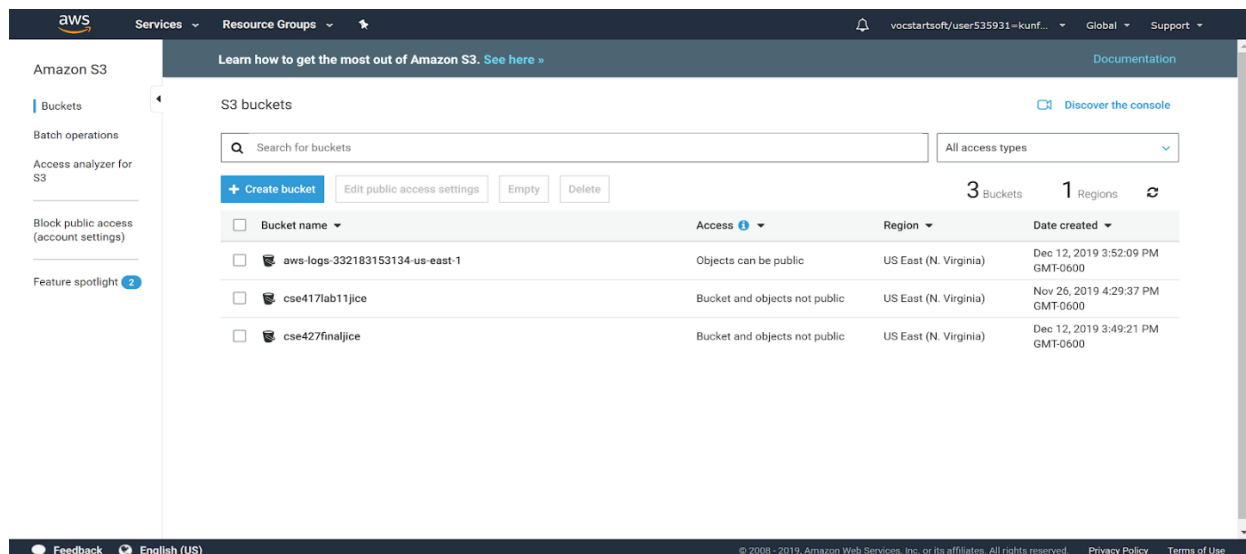 aws Services Resource Groups vocstartsoft/user535931=kunf... Global Support
Amazon S3
Buckets
Batch operations
Access analyzer for
S3
Block public access
(account settings)
Feature spotlight 2
Learn how to get the most out of Amazon S3. See here » Documentation
S3 buckets Discover the console
Search for buckets All access types
+ Create bucket Edit public access settings Empty Delete 3 Buckets 1 Regions
Bucket name Access Region Date created
aws-logs-332183153134-us-east-1 Objects can be public US East (N. Virginia) Dec 12, 2019 3:52:09 PM
GMT-0600
cse417lab11jice Bucket and objects not public US East (N. Virginia) Nov 26, 2019 4:29:37 PM
GMT-0600
cse427finaljice Bucket and objects not public US East (N. Virginia) Dec 12, 2019 3:49:21 PM
GMT-0600
Feedback English (US) © 2008 - 2019, Amazon Web Services, Inc. or its affiliates. All rights reserved. Privacy Policy Terms of Use